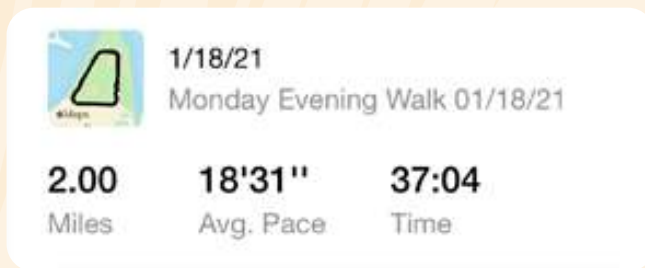 1/18/21
Monday Evening Walk 01/18/21
Maps
2.00 18'31'' 37:04
Miles Avg. Pace Time